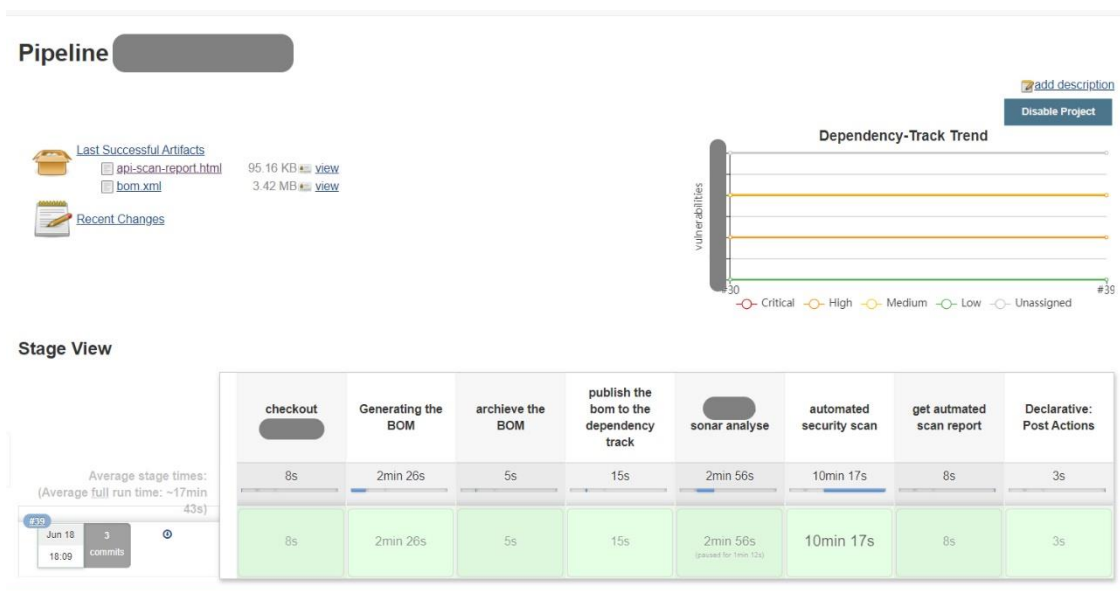 Pipeline
add description
Disable Project
Last Successful Artifacts
api-scan-report.html 95.16 KB view
bom.xml 3.42 MB view
Recent Changes
Dependency-Track Trend
vulnerabilities
#30 #39
Critical High Medium Low Unassigned
Stage View
checkout
Generating the
BOM
archieve the
BOM
publish the
bom to the
dependency
track
sonar analyse
automated
security scan
get autmated
scan report
Declarative:
Post Actions
Average stage times:
(Average full run time: ~17min
43s)
8s 2min 26s 5s 15s 2min 56s 10min 17s 8s 3s
#39
Jun 18
18:09
3
commits
8s 2min 26s 5s 15s 2min 56s 10min 17s 8s 3s
(paused for 1min 12s)